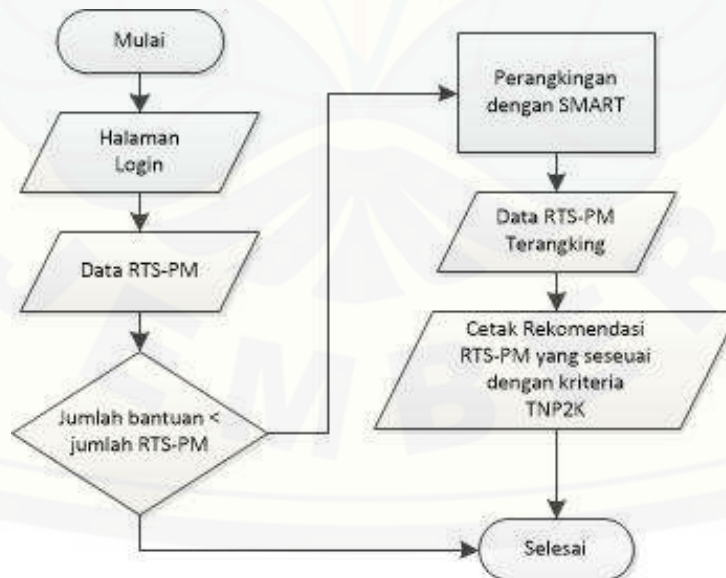 Mulai
Halaman
Login
Data RTS-PM
Jumlah bantuan <
jumlah RTS-PM
Perangkingan
dengan SMART
Data RTS-PM
Terangking
Cetak Rekomendasi
RTS-PM yang seseuai
dengan kriteria
TNP2K
Selesai